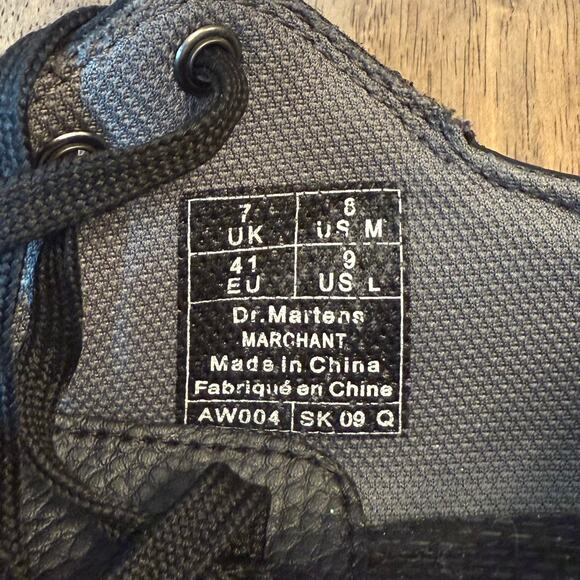 7 UK
8 US M
41 EU
9 US L
Dr.Martens
MARCHANT
Made in China
Fabriqué en Chine
AW004 SK 09 Q